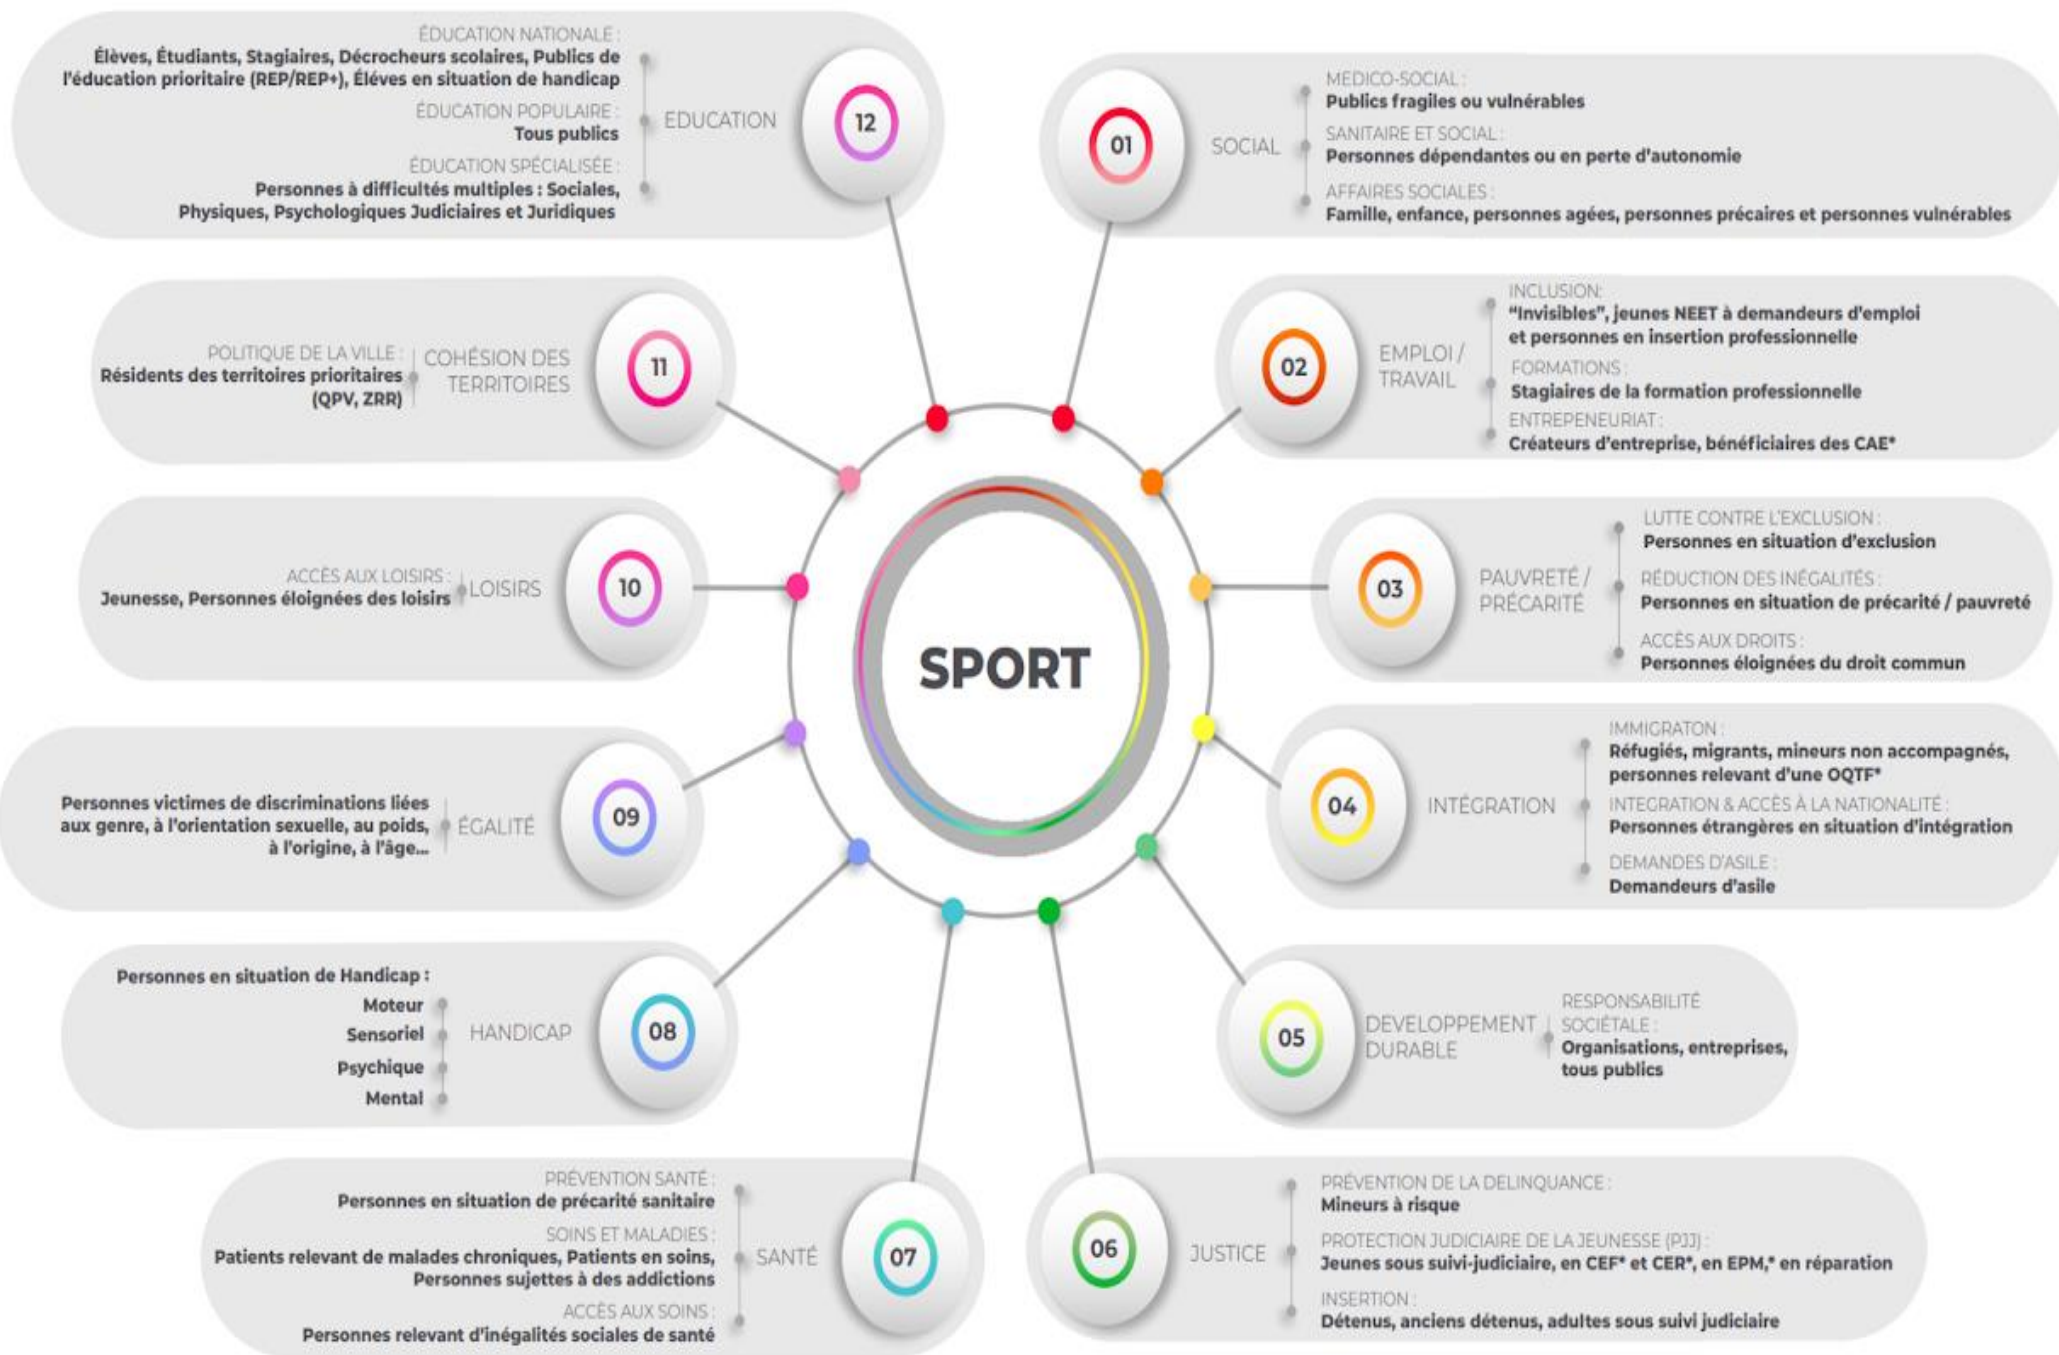 SPORT
01
SOCIAL
MEDICO-SOCIAL :
Publics fragiles ou vulnérables
SANITAIRE ET SOCIAL :
Personnes dépendantes ou en perte d'autonomie
AFFAIRES SOCIALES :
Famille, enfance, personnes agées, personnes précaires et personnes vulnérables
02
EMPLOI /
TRAVAIL
INCLUSION:
"Invisibles", jeunes NEET à demandeurs d'emploi
et personnes en insertion professionnelle
FORMATIONS :
Stagiaires de la formation professionnelle
ENTREPENEURIAT :
Créateurs d'entreprise, bénéficiaires des CAE*
03
PAUVRETÉ /
PRÉCARITÉ
LUTTE CONTRE L'EXCLUSION :
Personnes en situation d'exclusion
RÉDUCTION DES INÉGALITÉS :
Personnes en situation de précarité / pauvreté
ACCÈS AUX DROITS :
Personnes éloignées du droit commun
04
INTÉGRATION
IMMIGRATON :
Réfugiés, migrants, mineurs non accompagnés,
personnes relevant d'une OQTF*
INTEGRATION & ACCÈS À LA NATIONALITÉ :
Personnes étrangères en situation d'intégration
DEMANDES D'ASILE :
Demandeurs d'asile
05
DEVELOPPEMENT
DURABLE
RESPONSABILITÉ
SOCIÉTALE :
Organisations, entreprises,
tous publics
06
JUSTICE
PRÉVENTION DE LA DELINQUANCE :
Mineurs à risque
PROTECTION JUDICIAIRE DE LA JEUNESSE (PJJ) :
Jeunes sous suivi-judiciaire, en CEF* et CER*, en EPM,* en réparation
INSERTION :
Détenus, anciens détenus, adultes sous suivi judiciaire
07
SANTÉ
PRÉVENTION SANTÉ :
Personnes en situation de précarité sanitaire
SOINS ET MALADIES :
Patients relevant de malades chroniques, Patients en soins,
Personnes sujettes à des addictions
ACCÈS AUX SOINS :
Personnes relevant d'inégalités sociales de santé
08
HANDICAP
Personnes en situation de Handicap :
Moteur
Sensoriel
Psychique
Mental
09
ÉGALITÉ
Personnes victimes de discriminations liées
aux genre, à l'orientation sexuelle, au poids,
à l'origine, à l'âge...
10
LOISIRS
ACCÈS AUX LOISIRS :
Jeunesse, Personnes éloignées des loisirs
11
COHÉSION DES
TERRITOIRES
POLITIQUE DE LA VILLE :
Résidents des territoires prioritaires
(QPV, ZRR)
12
EDUCATION
ÉDUCATION NATIONALE :
Élèves, Étudiants, Stagiaires, Décrocheurs scolaires, Publics de
l'éducation prioritaire (REP/REP+), Éléves en situation de handicap
ÉDUCATION POPULAIRE :
Tous publics
ÉDUCATION SPÉCIALISÉE :
Personnes à difficultés multiples : Sociales,
Physiques, Psychologiques Judiciaires et Juridiques